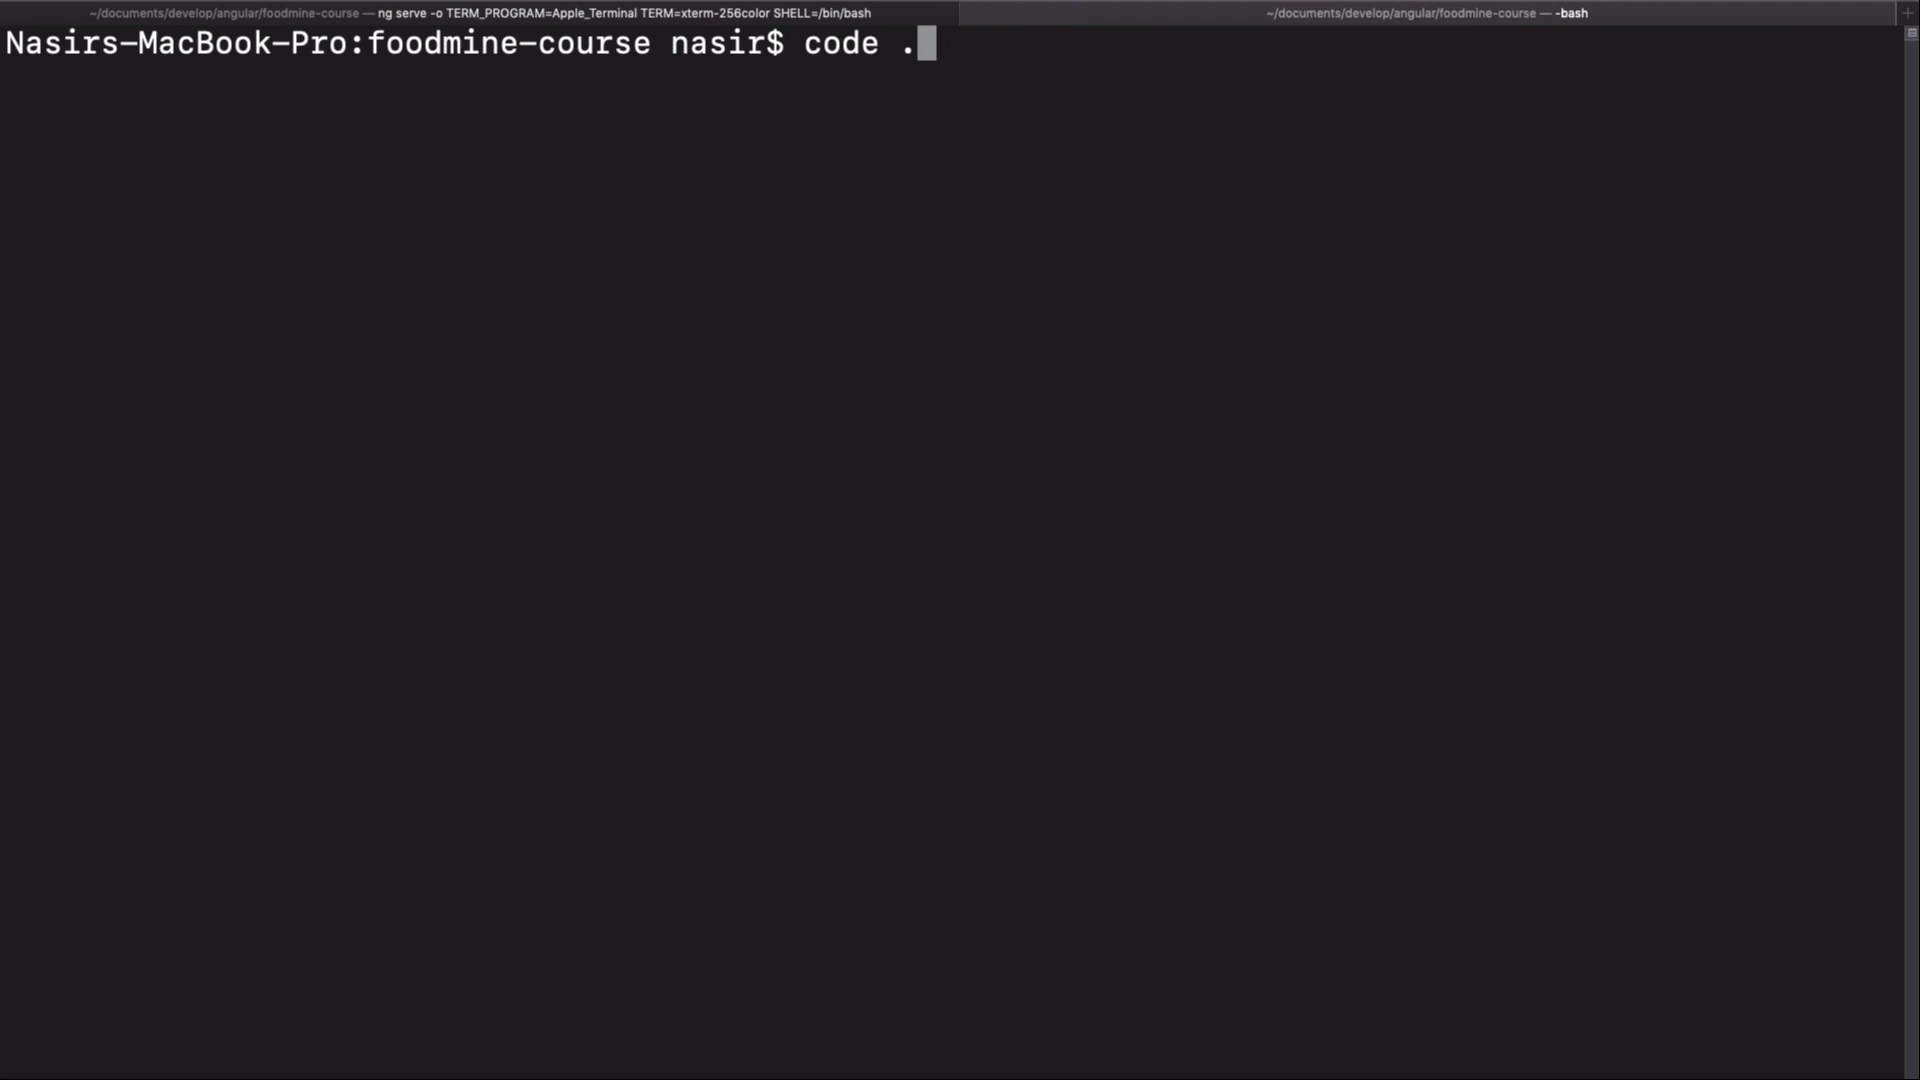 ~/documents/develop/angular/foodmine-course — ng serve -o TERM_PROGRAM=Apple_Terminal TERM=xterm-256color SHELL=/bin/bash
~/documents/develop/angular/foodmine-course — -bash
Nasirs-MacBook-Pro:foodmine-course nasir$ code .